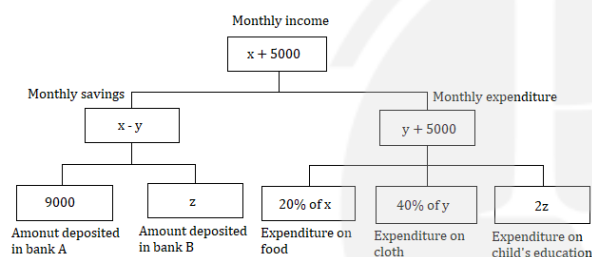 Monthly income
x + 5000
Monthly savings
Monthly expenditure
x - y
y + 5000
9000
z
20% of x
40% of y
2z
Amonut deposited
in bank A
Amount deposited
in bank B
Expenditure on
food
Expenditure on
cloth
Expenditure on
child's education